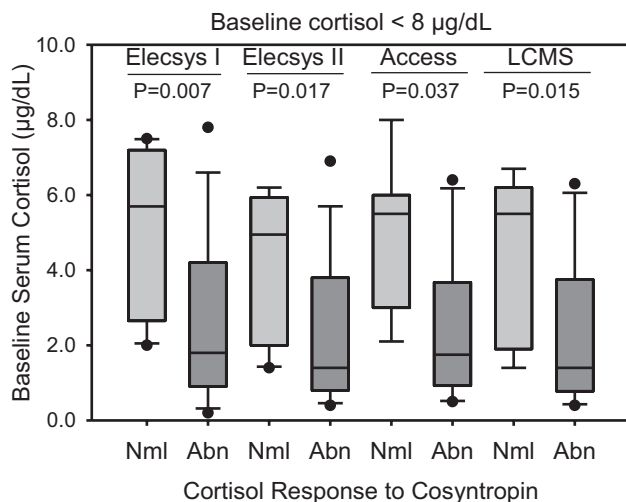 Baseline cortisol < 8 µg/dL
Elecsys I Elecsys II Access LCMS
P=0.007 P=0.017 P=0.037 P=0.015
Baseline Serum Cortisol (µg/dL)
10.0
8.0
6.0
4.0
2.0
0.0
Nml Abn Nml Abn Nml Abn Nml Abn
Cortisol Response to Cosyntropin